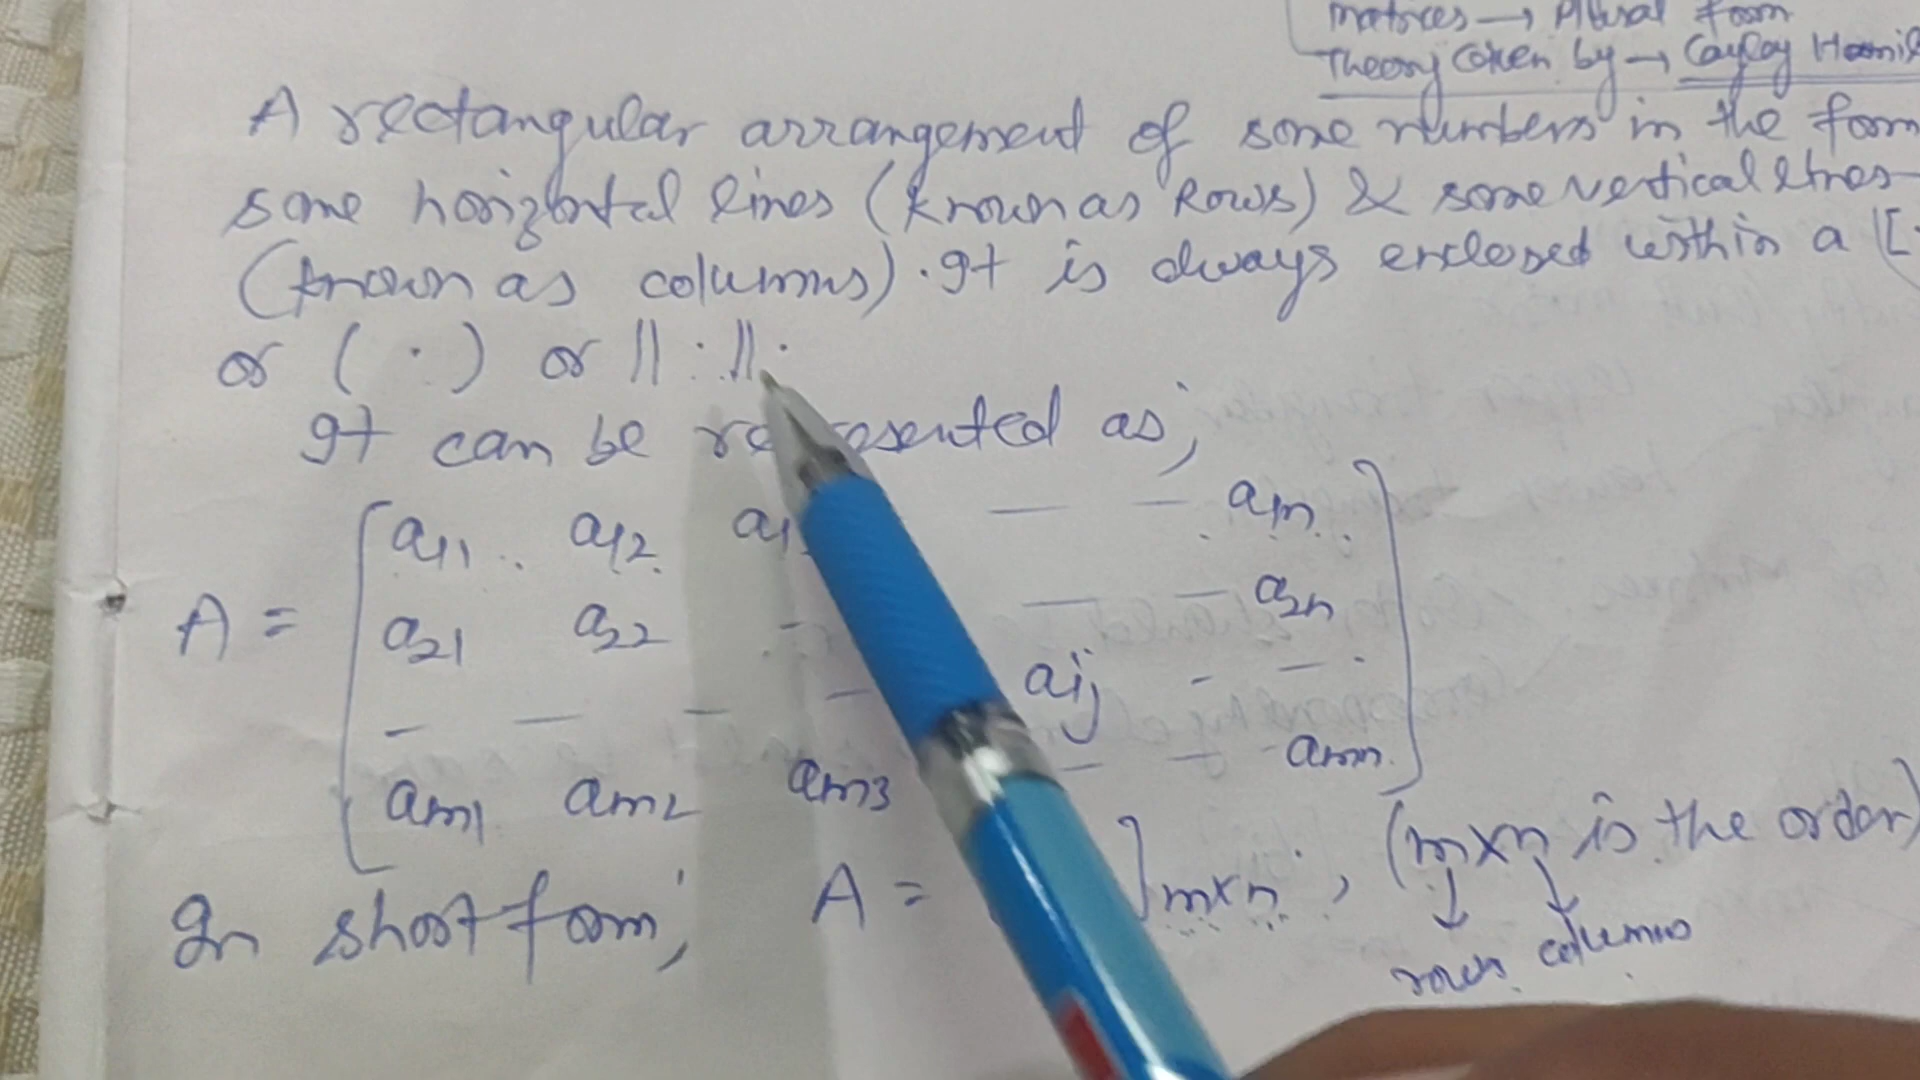 matrices → Plural form
Theory Given by → Cayley Hamil
A rectangular arrangement of some numbers in the form
some horizontal lines (known as Rows) & some vertical lines
(known as columns). It is always enclosed within a [
or ( . ) or || . ||.
It can be represented as,
A = [ a11 a12 a1 — — a1n ]
a21 a22 - — — a2n
— — — — aij - — .
am1 am2 am3 — — amn
In short form, A = ]m×n , (m×n is the order)
rows columns